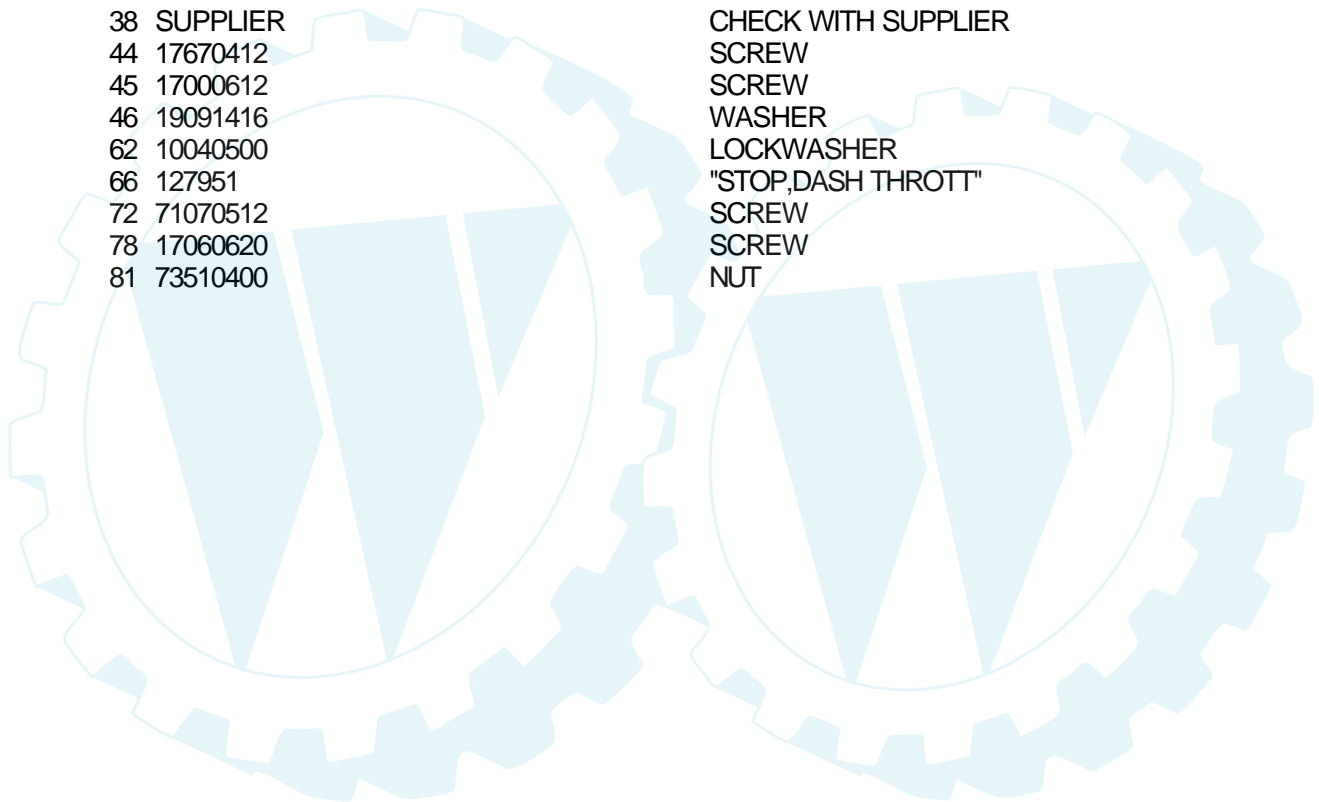 38 SUPPLIER CHECK WITH SUPPLIER
44 17670412 SCREW
45 17000612 SCREW
46 19091416 WASHER
62 10040500 LOCKWASHER
66 127951 "STOP,DASH THROTT"
72 71070512 SCREW
78 17060620 SCREW
81 73510400 NUT